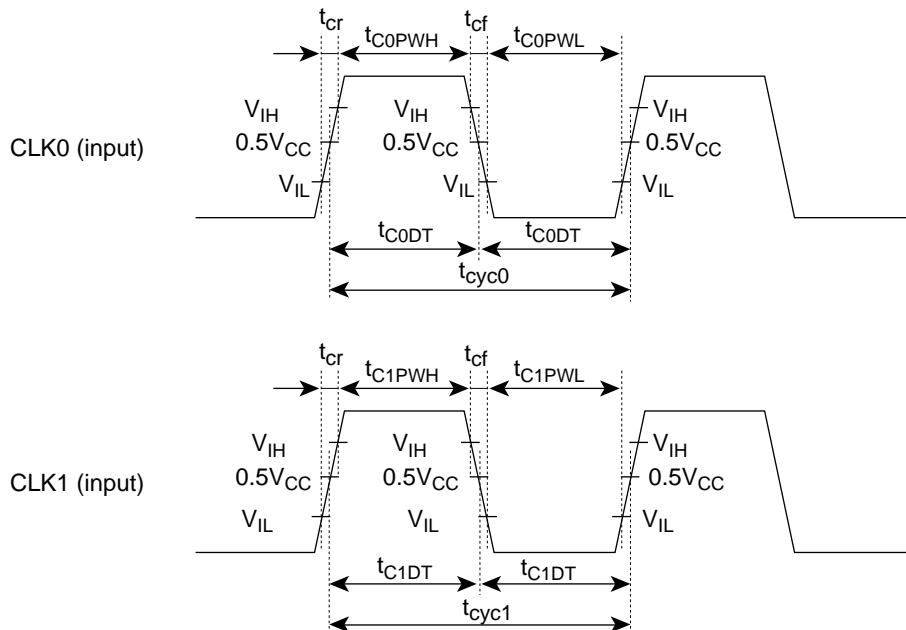 tcr tC0PWH tcf tC0PWL
VIH VIH VIH
CLK0 (input) 0.5VCC 0.5VCC 0.5VCC
VIL VIL VIL
tC0DT tC0DT
tcyc0
tcr tC1PWH tcf tC1PWL
VIH VIH VIH
CLK1 (input) 0.5VCC 0.5VCC 0.5VCC
VIL VIL VIL
tC1DT tC1DT
tcyc1